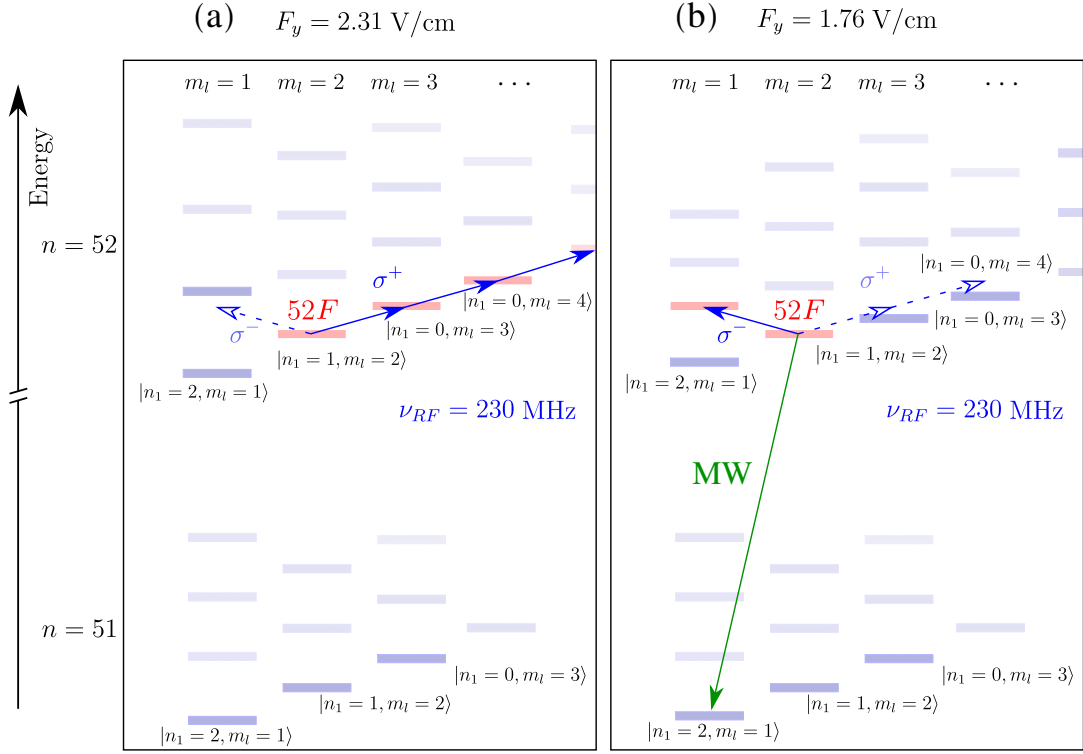 (a) F_y = 2.31 V/cm
(b) F_y = 1.76 V/cm
Energy
n = 52
n = 51
m_l = 1 m_l = 2 m_l = 3 ...
σ^+
52F
σ^-
|n_1 = 0, m_l = 4⟩
|n_1 = 0, m_l = 3⟩
|n_1 = 1, m_l = 2⟩
|n_1 = 2, m_l = 1⟩
ν_{RF} = 230 MHz
|n_1 = 0, m_l = 3⟩
|n_1 = 1, m_l = 2⟩
|n_1 = 2, m_l = 1⟩
m_l = 1 m_l = 2 m_l = 3 ...
|n_1 = 0, m_l = 4⟩
σ^+
52F
σ^-
|n_1 = 0, m_l = 3⟩
|n_1 = 1, m_l = 2⟩
|n_1 = 2, m_l = 1⟩
ν_{RF} = 230 MHz
MW
|n_1 = 0, m_l = 3⟩
|n_1 = 1, m_l = 2⟩
|n_1 = 2, m_l = 1⟩